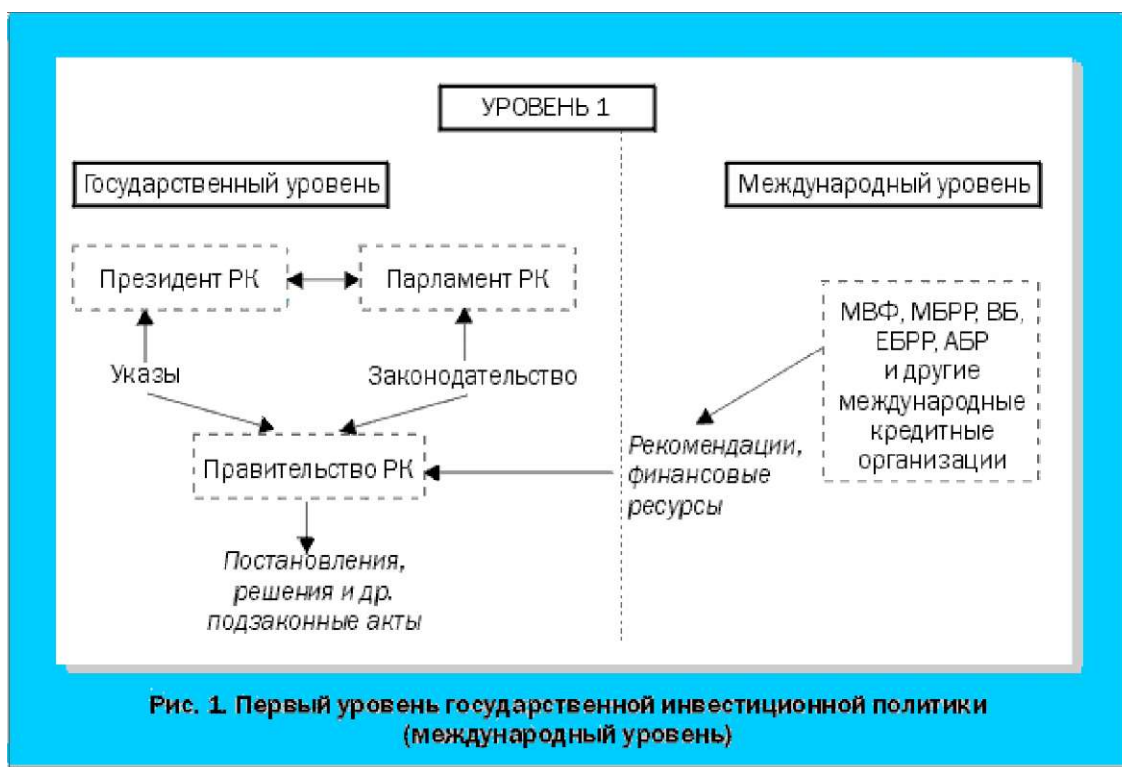 УРОВЕНЬ 1
Государственный уровень
Международный уровень
Президент РК
Парламент РК
МВФ, МБРР, ВБ,
ЕБРР, АБР
и другие
международные
кредитные
организации
Указы
Законодательство
Правительство РК
Рекомендации,
финансовые
ресурсы
Постановления,
решения и др.
подзаконные акты
Рис. 1. Первый уровень государственной инвестиционной политики
(международный уровень)